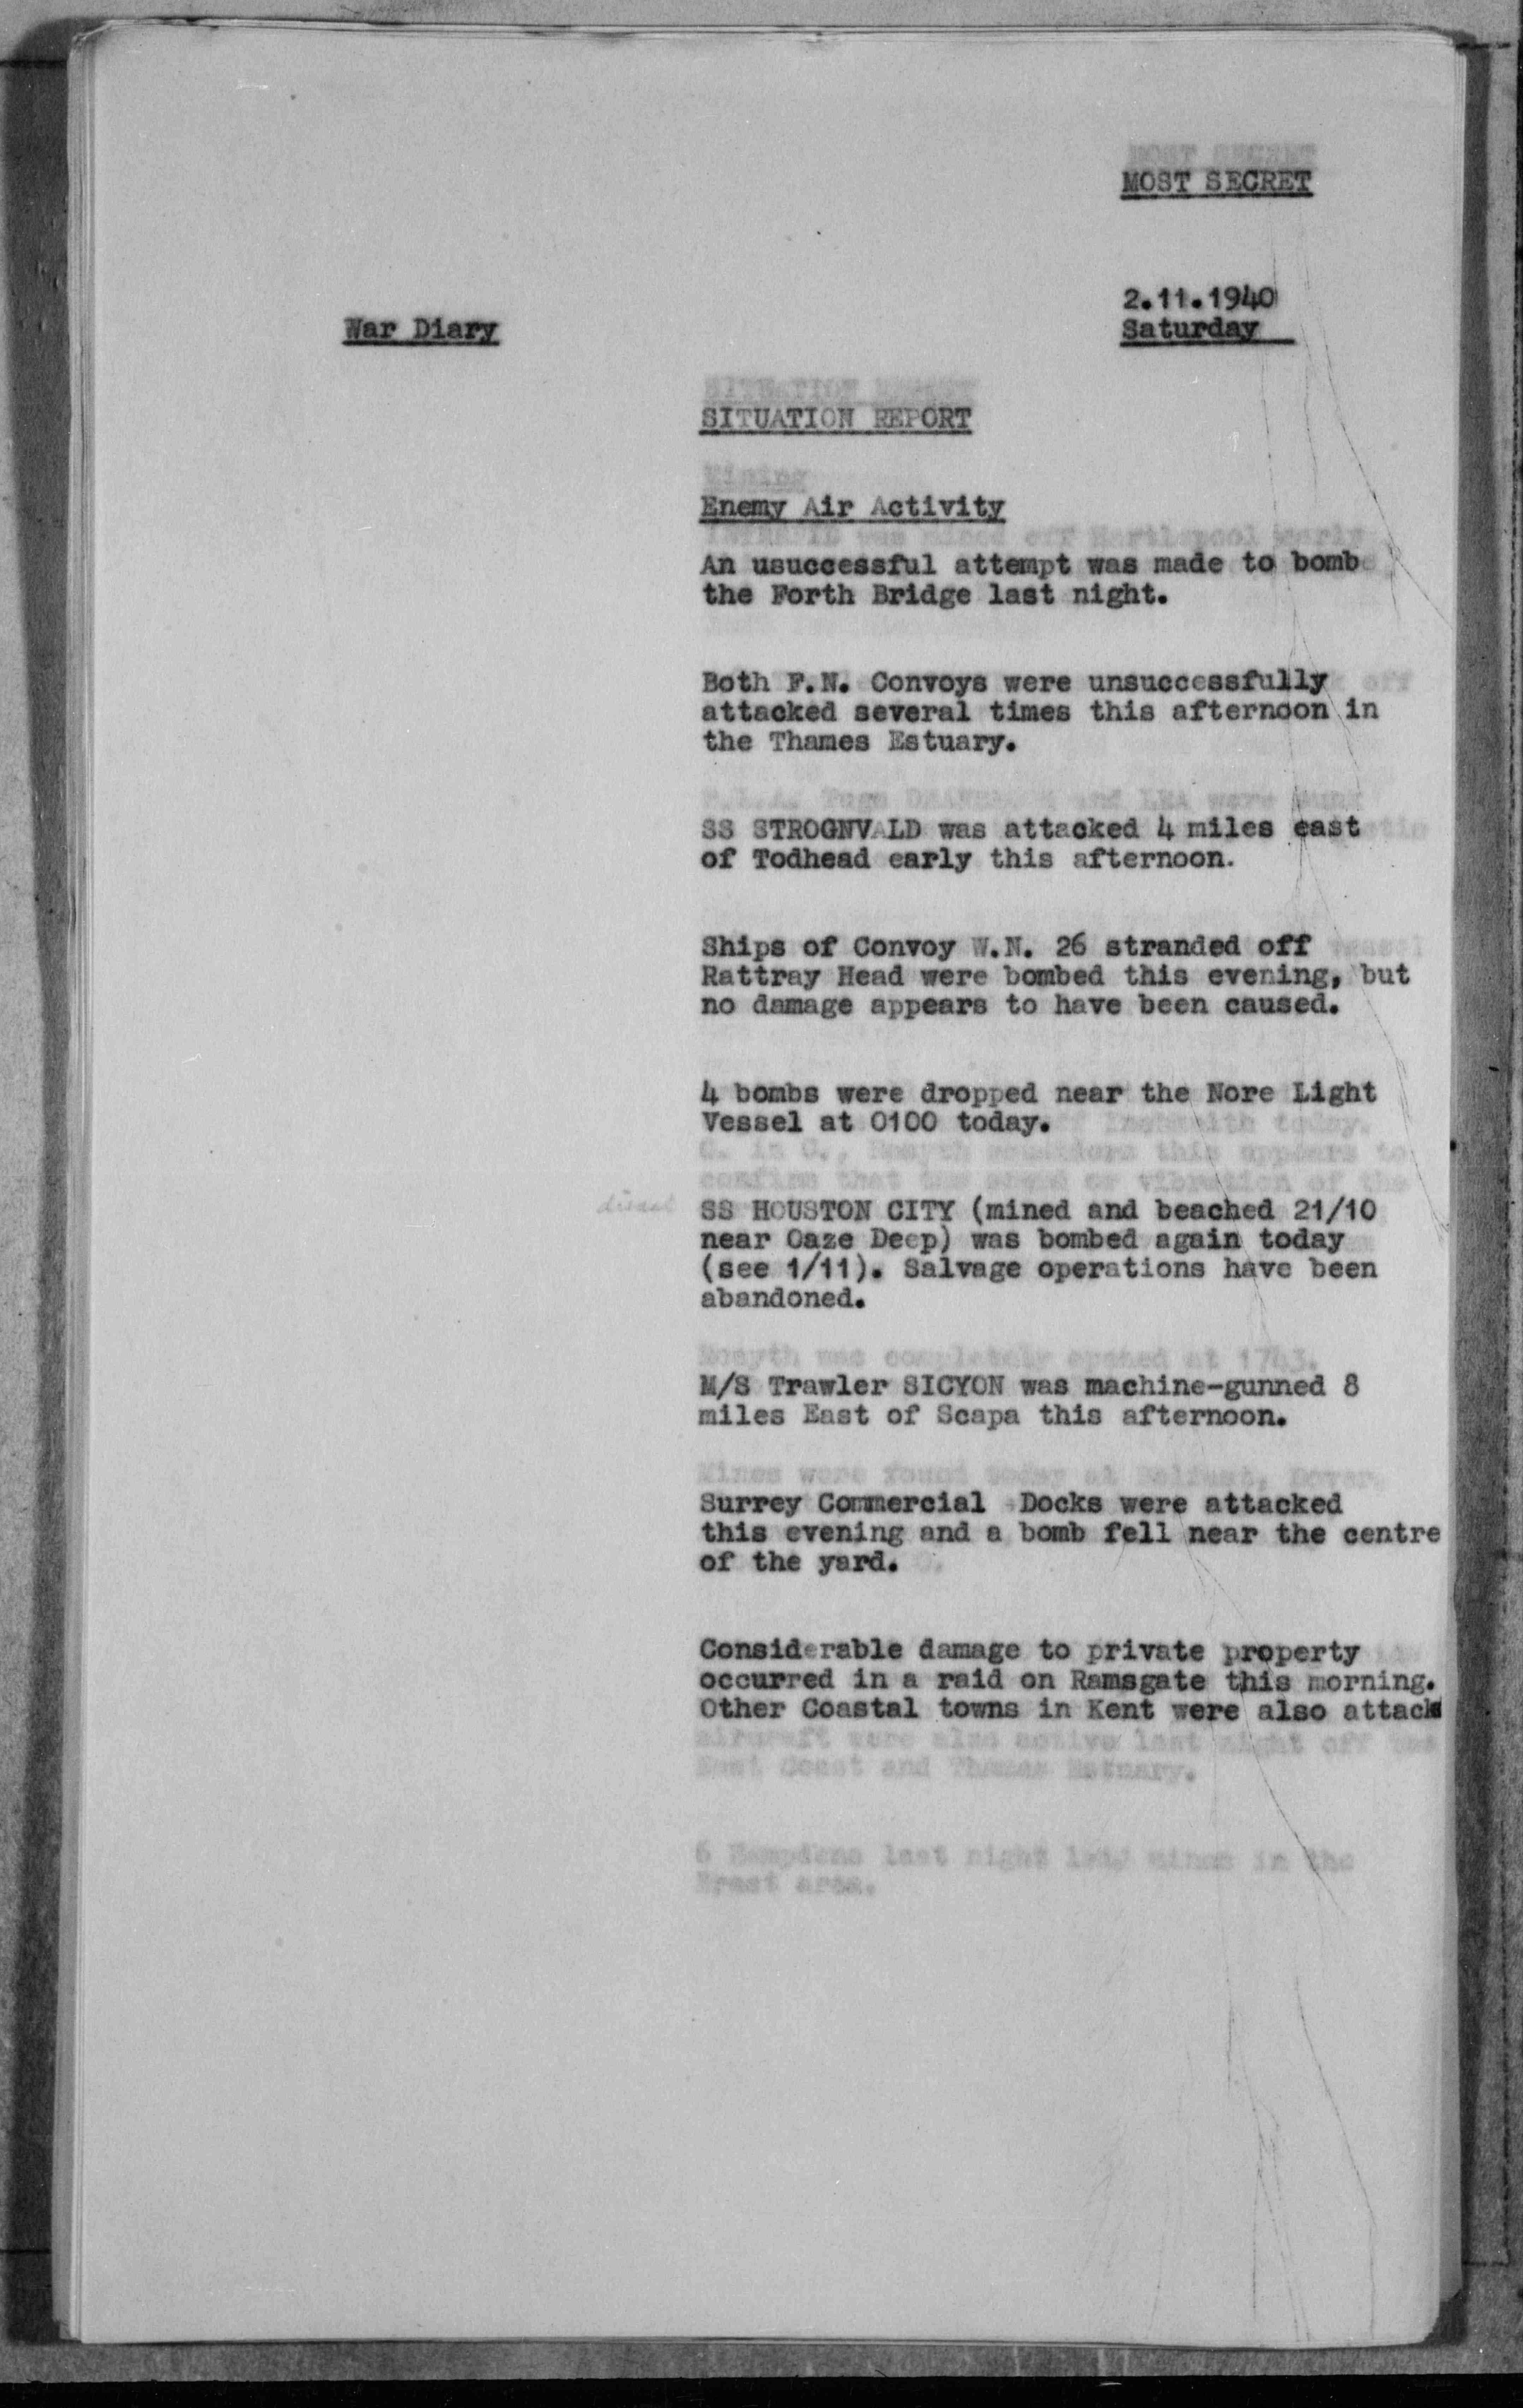 MOST SECRET
2.11.1940
War Diary
Saturday
SITUATION REPORT
Enemy Air Activity
An usuccessful attempt was made to bomb
the Forth Bridge last night.
Both F.N. Convoys were unsuccessfully
attacked several times this afternoon in
the Thames Estuary.
SS STROGNVALD was attacked 4 miles east
of Todhead early this afternoon.
Ships of Convoy W.N. 26 stranded off
Rattray Head were bombed this evening, but
no damage appears to have been caused.
4 bombs were dropped near the Nore Light
Vessel at 0100 today.
SS HOUSTON CITY (mined and beached 21/10
near Oaze Deep) was bombed again today
(see 1/11). Salvage operations have been
abandoned.
M/S Trawler SICYON was machine-gunned 8
miles East of Scapa this afternoon.
Surrey Commercial Docks were attacked
this evening and a bomb fell near the centre
of the yard.
Considerable damage to private property
occurred in a raid on Ramsgate this morning.
Other Coastal towns in Kent were also attack